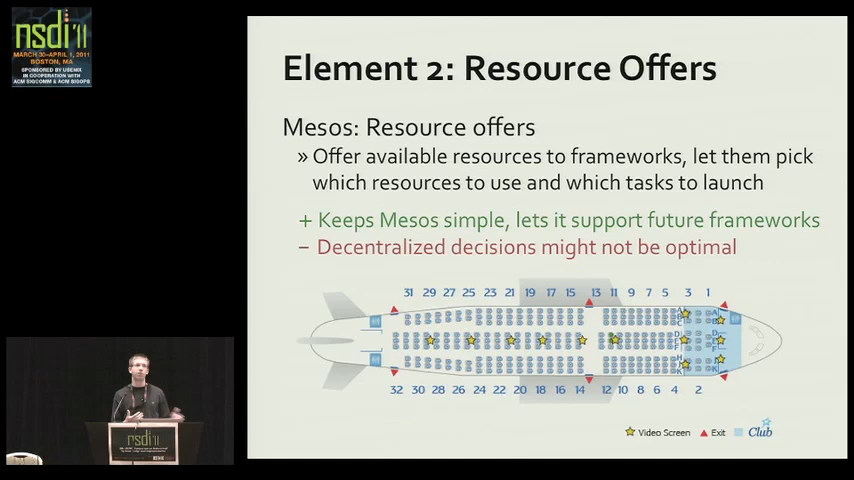 nsdi'11
MARCH 30–APRIL 1, 2011
BOSTON, MA
SPONSORED BY USENIX
IN COOPERATION WITH
ACM SIGCOMM & ACM SIGOPS
Element 2: Resource Offers
Mesos: Resource offers
» Offer available resources to frameworks, let them pick
which resources to use and which tasks to launch
+ Keeps Mesos simple, lets it support future frameworks
– Decentralized decisions might not be optimal
31 29 27 25 23 21 19 17 15 13 11 9 7 5 3 1
32 30 28 26 24 22 20 18 16 14 12 10 8 6 4 2
Video Screen Exit Club
nsdi'11